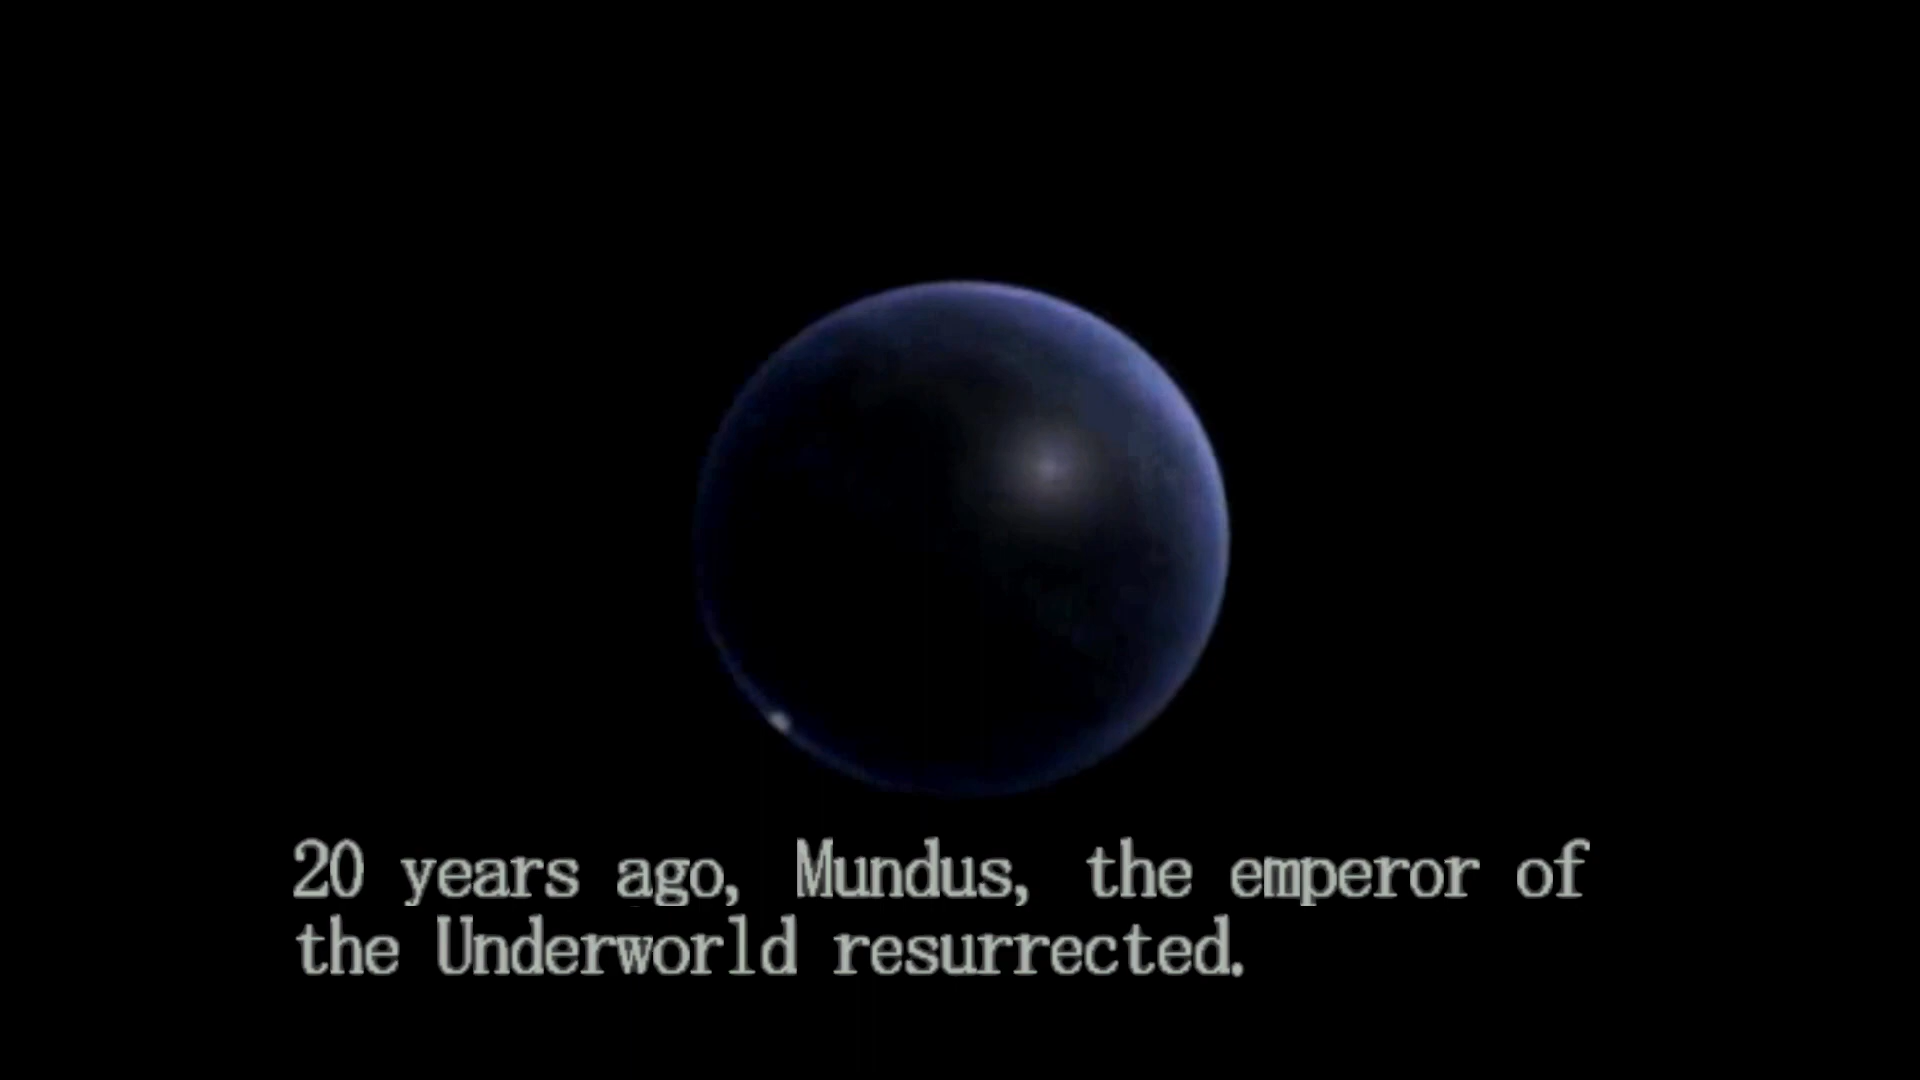 20 years ago, Mundus, the emperor of
the Underworld resurrected.